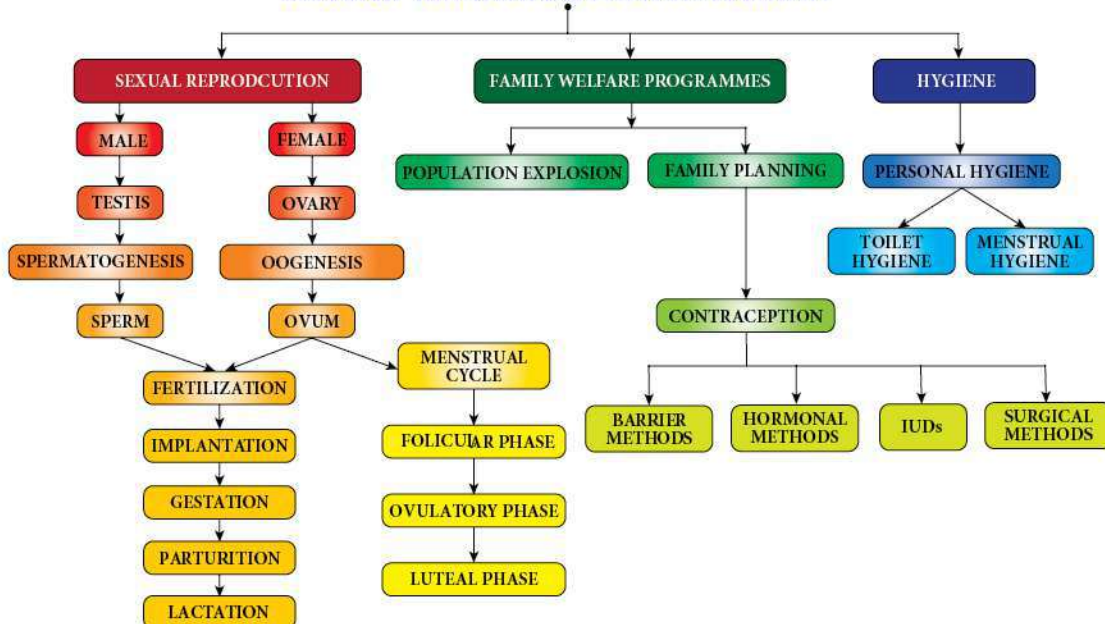 SEXUAL REPRODCUTION
FAMILY WELFARE PROGRAMMES
HYGIENE
MALE
FEMALE
POPULATION EXPLOSION
FAMILY PLANNING
PERSONAL HYGIENE
TESTIS
OVARY
TOILET
HYGIENE
MENSTRUAL
HYGIENE
SPERMATOGENESIS
OOGENESIS
SPERM
OVUM
CONTRACEPTION
MENSTRUAL
CYCLE
FERTILIZATION
BARRIER
METHODS
HORMONAL
METHODS
IUDs
SURGICAL
METHODS
IMPLANTATION
FOLICULAR PHASE
GESTATION
OVULATORY PHASE
PARTURITION
LUTEAL PHASE
LACTATION